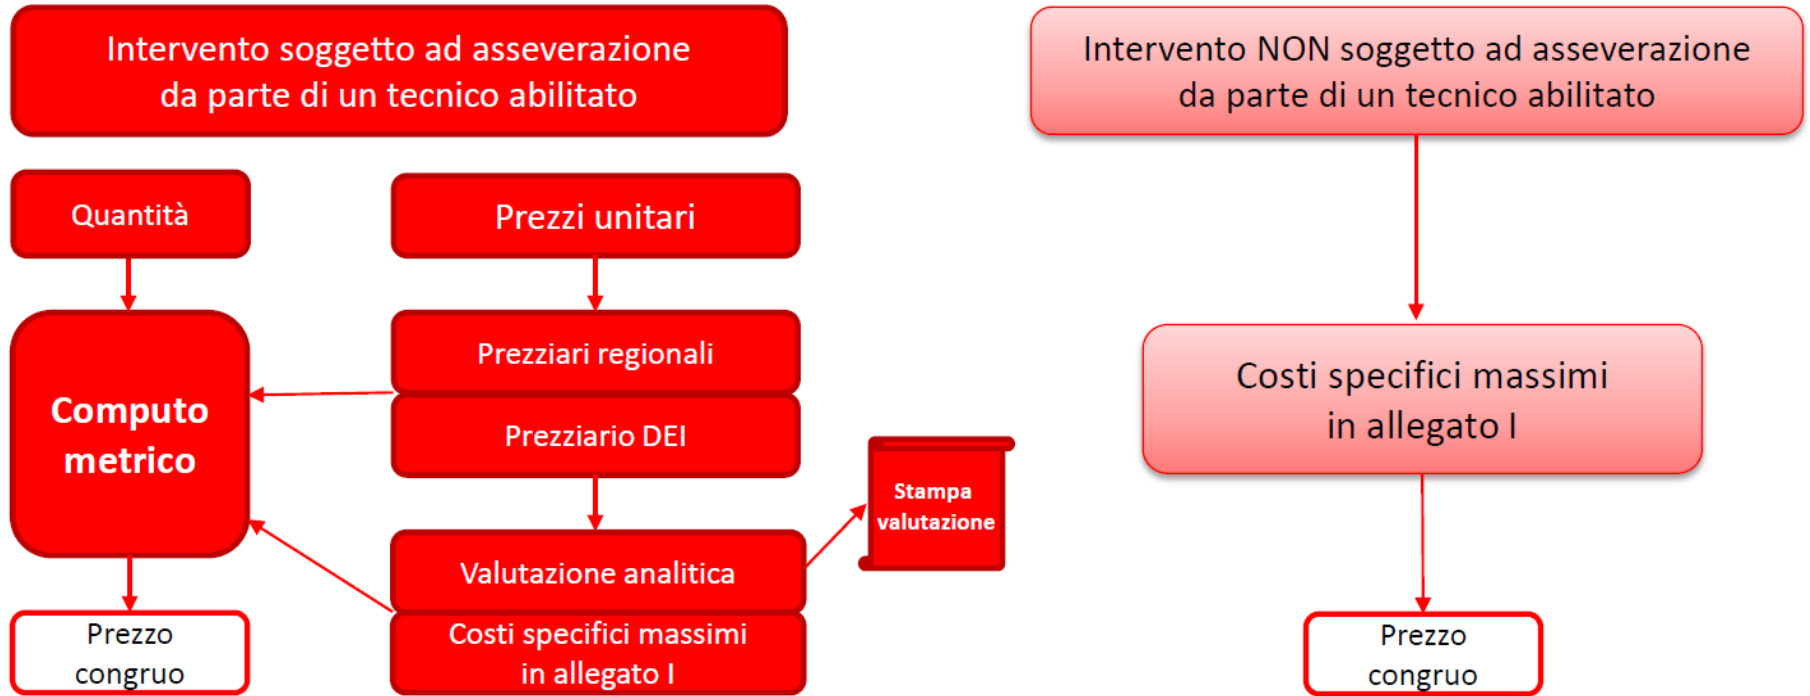 Intervento soggetto ad asseverazione
da parte di un tecnico abilitato
Intervento NON soggetto ad asseverazione
da parte di un tecnico abilitato
Quantità
Prezzi unitari
Prezziari regionali
Prezziario DEI
Computo
metrico
Costi specifici massimi
in allegato I
Stampa
valutazione
Valutazione analitica
Costi specifici massimi
in allegato I
Prezzo
congruo
Prezzo
congruo